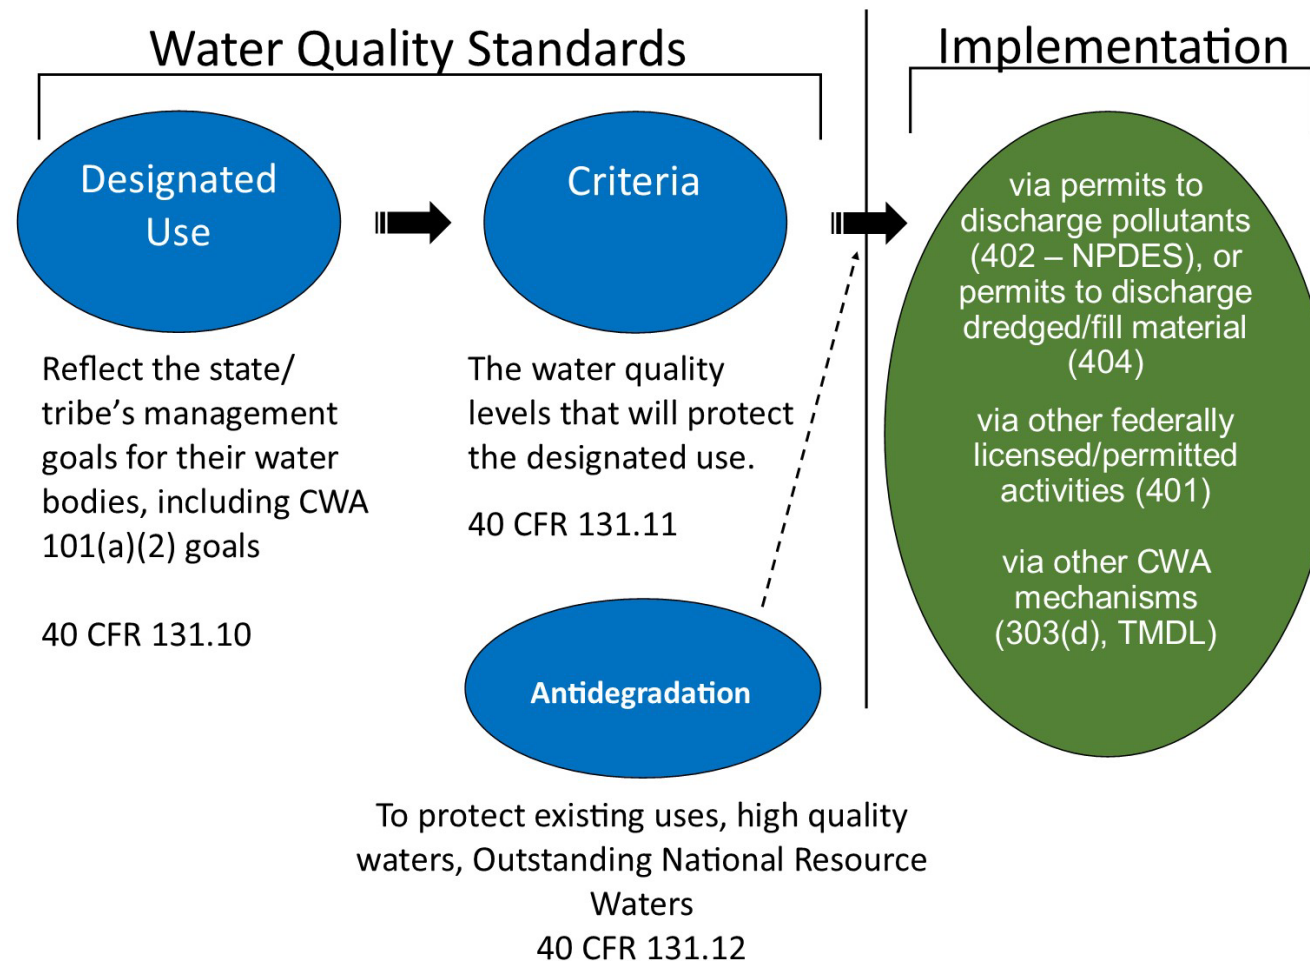 Water Quality Standards
Implementation
Designated
Use
Criteria
Reflect the state/
tribe’s management
goals for their water
bodies, including CWA
101(a)(2) goals
40 CFR 131.10
The water quality
levels that will protect
the designated use.
40 CFR 131.11
Antidegradation
To protect existing uses, high quality
waters, Outstanding National Resource
Waters
40 CFR 131.12
via permits to
discharge pollutants
(402 – NPDES), or
permits to discharge
dredged/fill material
(404)
via other federally
licensed/permitted
activities (401)
via other CWA
mechanisms
(303(d), TMDL)